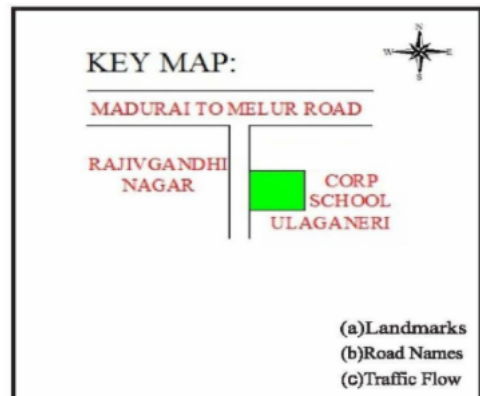 N
W E
S
KEY MAP:
MADURAI TO MELUR ROAD
RAJIVGANDHI
NAGAR
CORP
SCHOOL
ULAGANERI
(a)Landmarks
(b)Road Names
(c)Traffic Flow